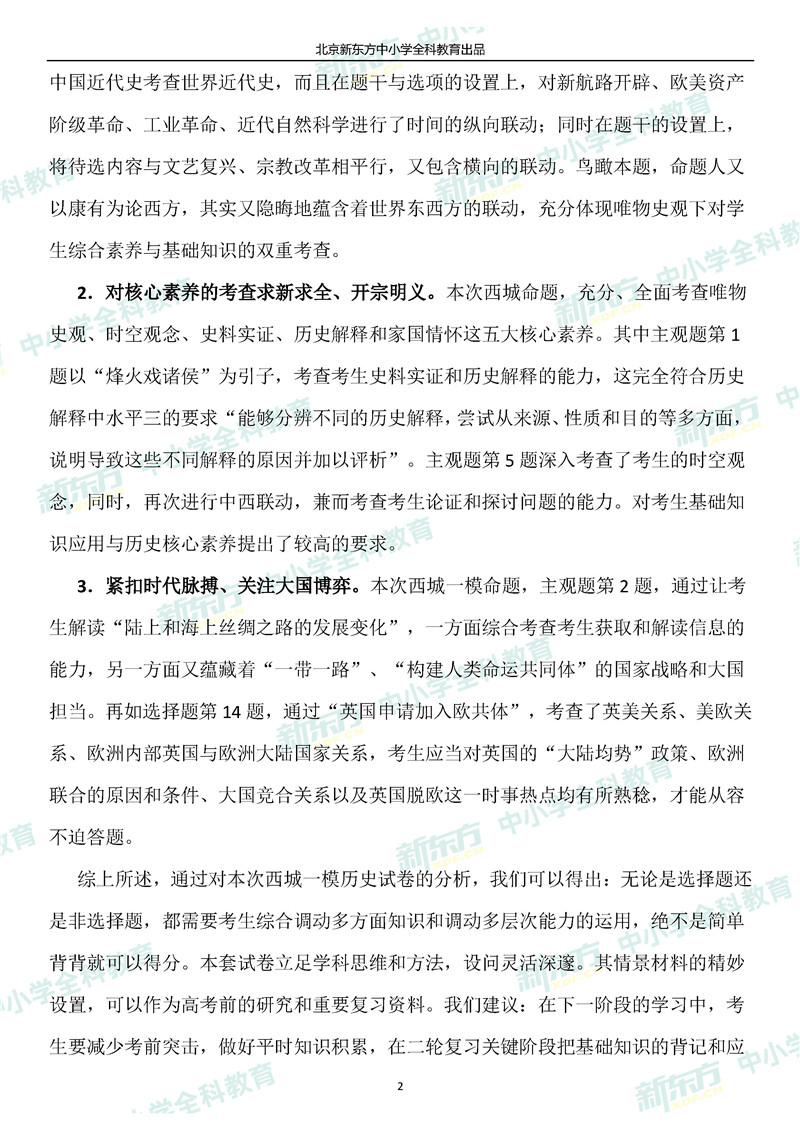 北京新东方中小学全科教育出品
中国近代史考查世界近代史，而且在题干与选项的设置上，对新航路开辟、欧美资产
阶级革命、工业革命、近代自然科学进行了时间的纵向联动；同时在题干的设置上，
将待选内容与文艺复兴、宗教改革相平行，又包含横向的联动。鸟瞰本题，命题人又
以康有为论西方，其实又隐晦地蕴含着世界东西方的联动，充分体现唯物史观下对学
生综合素养与基础知识的双重考查。
2．对核心素养的考查求新求全、开宗明义。本次西城命题，充分、全面考查唯物
史观、时空观念、史料实证、历史解释和家国情怀这五大核心素养。其中主观题第 1
题以“烽火戏诸侯”为引子，考查考生史料实证和历史解释的能力，这完全符合历史
解释中水平三的要求“能够分辨不同的历史解释，尝试从来源、性质和目的等多方面，
说明导致这些不同解释的原因并加以评析”。主观题第 5 题深入考查了考生的时空观
念，同时，再次进行中西联动，兼而考查考生论证和探讨问题的能力。对考生基础知
识应用与历史核心素养提出了较高的要求。
3．紧扣时代脉搏、关注大国博弈。本次西城一模命题，主观题第 2 题，通过让考
生解读“陆上和海上丝绸之路的发展变化”，一方面综合考查考生获取和解读信息的
能力，另一方面又蕴藏着“一带一路”、“构建人类命运共同体”的国家战略和大国
担当。再如选择题第 14 题，通过“英国申请加入欧共体”，考查了英美关系、美欧关
系、欧洲内部英国与欧洲大陆国家关系，考生应当对英国的“大陆均势”政策、欧洲
联合的原因和条件、大国竞合关系以及英国脱欧这一时事热点均有所熟稔，才能从容
不迫答题。
综上所述，通过对本次西城一模历史试卷的分析，我们可以得出：无论是选择题还
是非选择题，都需要考生综合调动多方面知识和调动多层次能力的运用，绝不是简单
背背就可以得分。本套试卷立足学科思维和方法，设问灵活深邃。其情景材料的精妙
设置，可以作为高考前的研究和重要复习资料。我们建议：在下一阶段的学习中，考
生要减少考前突击，做好平时知识积累，在二轮复习关键阶段把基础知识的背记和应
2
新东方 XDF.CN 中小学全科教育